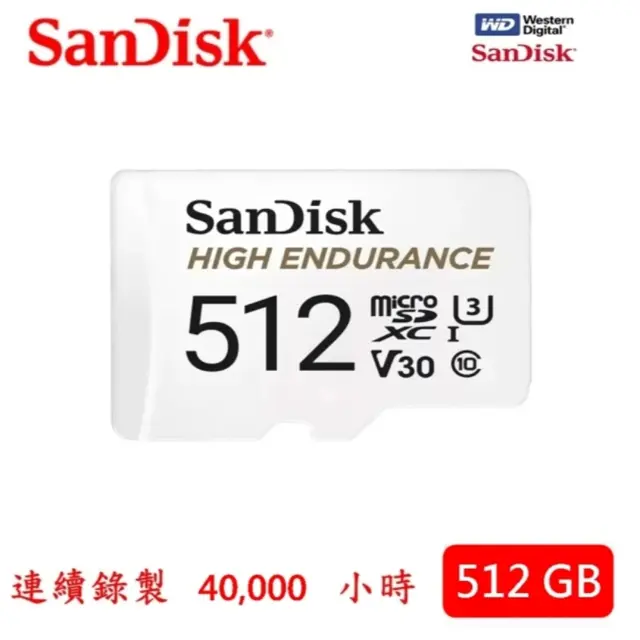 SanDisk®
WD Western Digital®
SanDisk®
SanDisk
HIGH ENDURANCE
512 micro SD XC I U3
V30 10
連續錄製 40,000 小時 512 GB